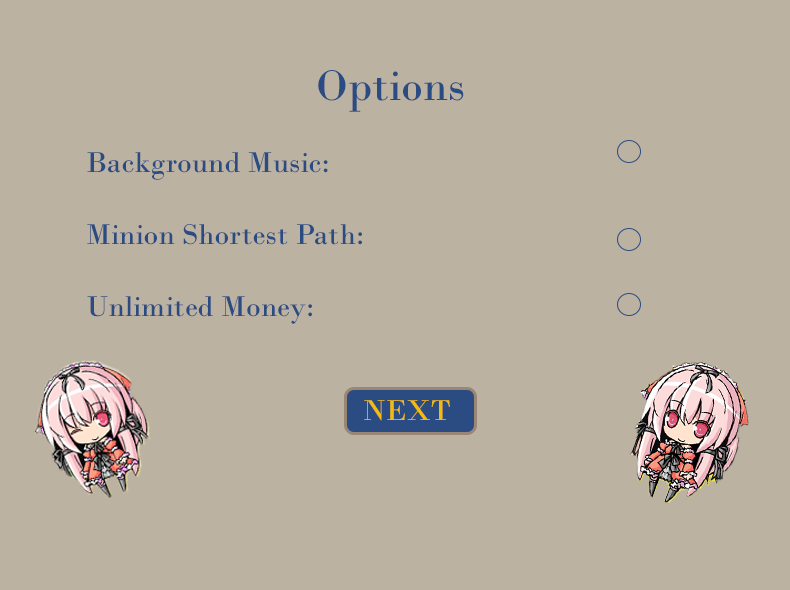 Options
Background Music:
Minion Shortest Path:
Unlimited Money:
NEXT